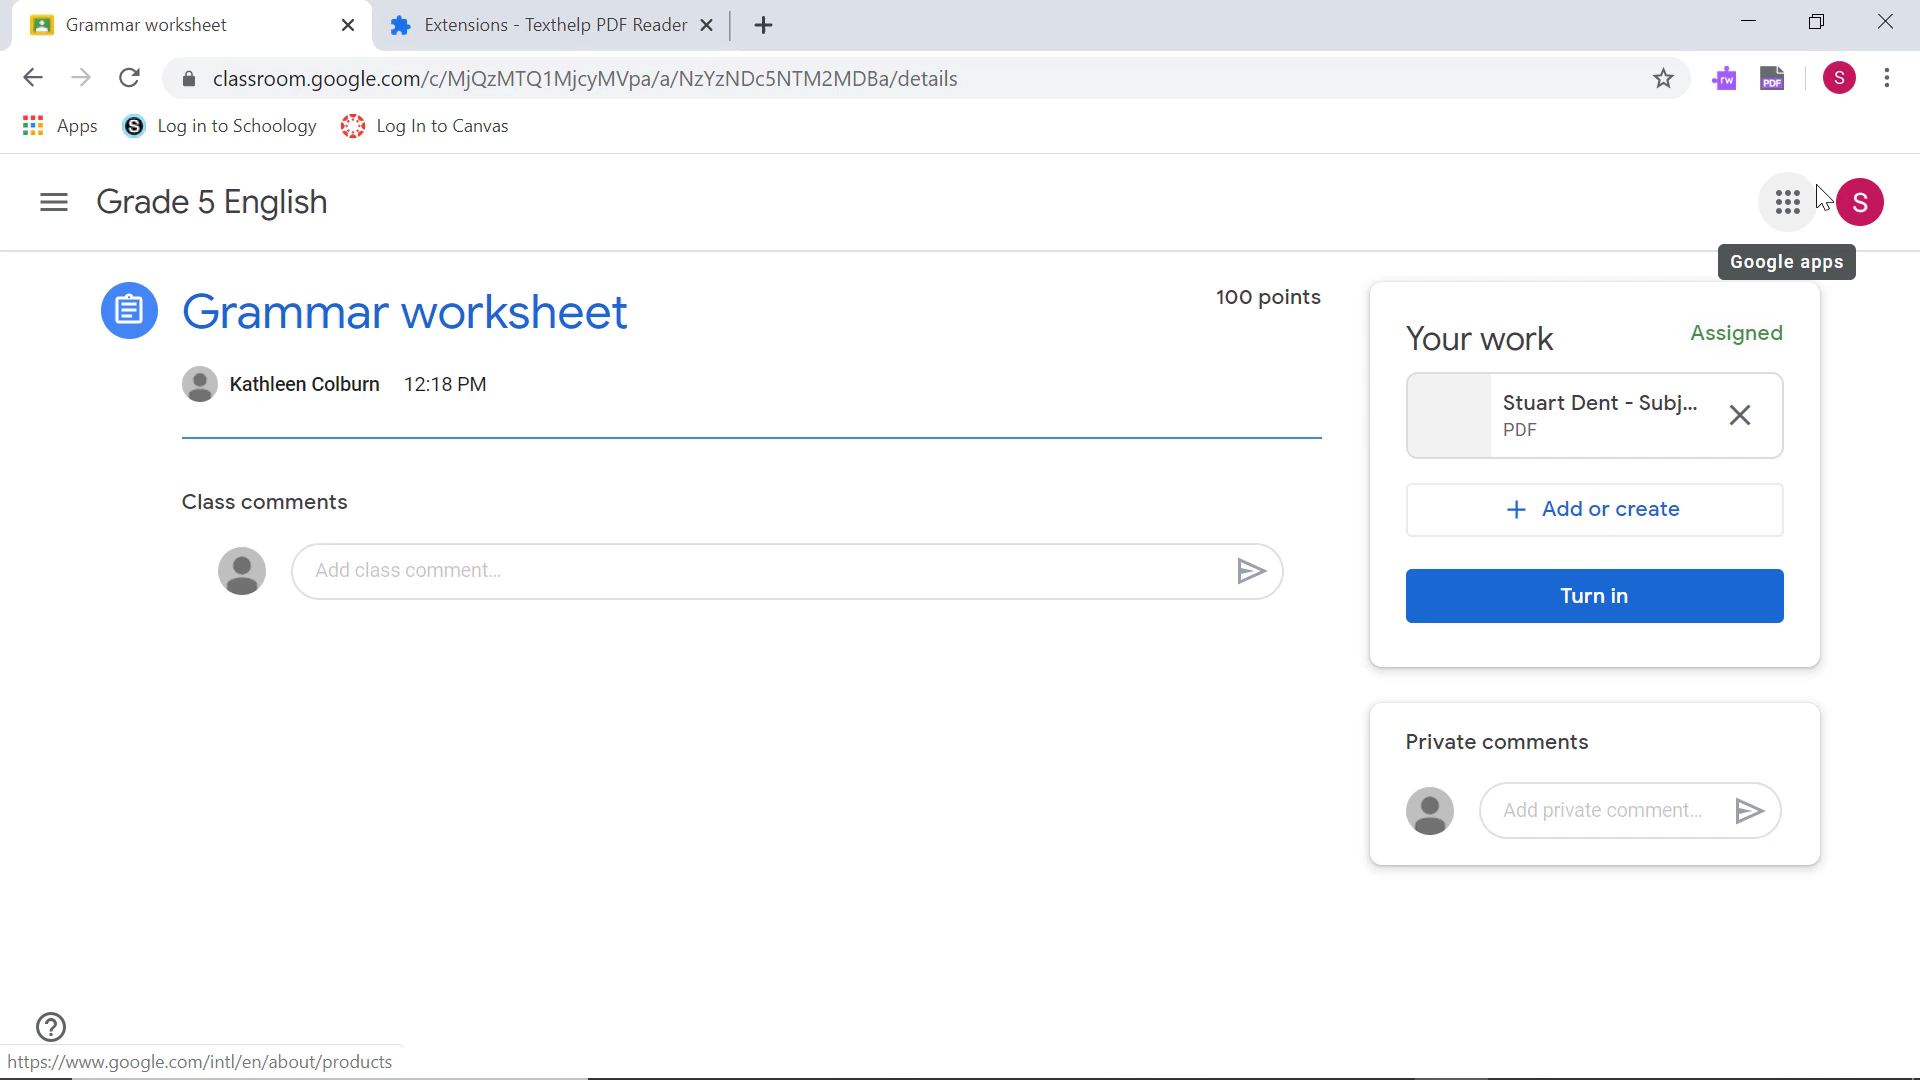 Grammar worksheet
Extensions - Texthelp PDF Reader
classroom.google.com/c/MjQzMTQ1MjcyMVpa/a/NzYzNDc5NTM2MDBa/details
rw
PDF
S
Apps
S
Log in to Schoology
Log In to Canvas
Grade 5 English
S
Google apps
Grammar worksheet
100 points
Kathleen Colburn 12:18 PM
Class comments
Add class comment...
Your work
Assigned
Stuart Dent - Subj...
PDF
+ Add or create
Turn in
Private comments
Add private comment...
?
https://www.google.com/intl/en/about/products